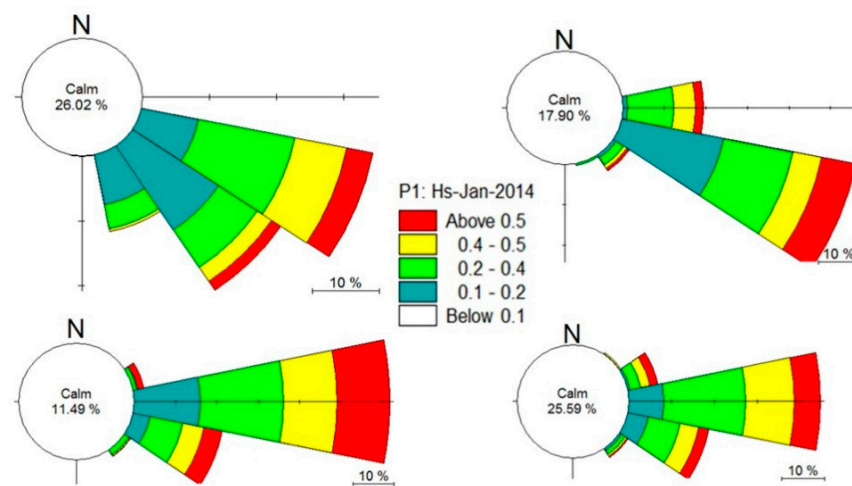 N
Calm
26.02 %
10 %
N
Calm
17.90 %
10 %
P1: Hs-Jan-2014
Above 0.5
0.4 - 0.5
0.2 - 0.4
0.1 - 0.2
Below 0.1
N
Calm
11.49 %
10 %
N
Calm
25.59 %
10 %